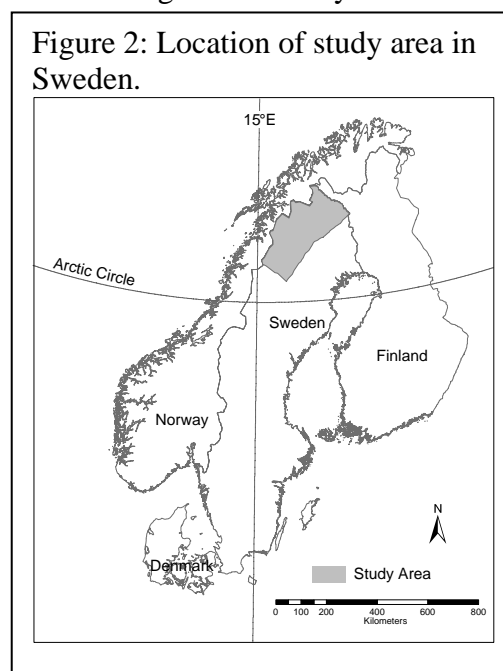 Figure 2: Location of study area in
Sweden.
15°E
Arctic Circle
Sweden
Finland
Norway
N
Denmark
Study Area
0 100 200 400 600 800
Kilometers